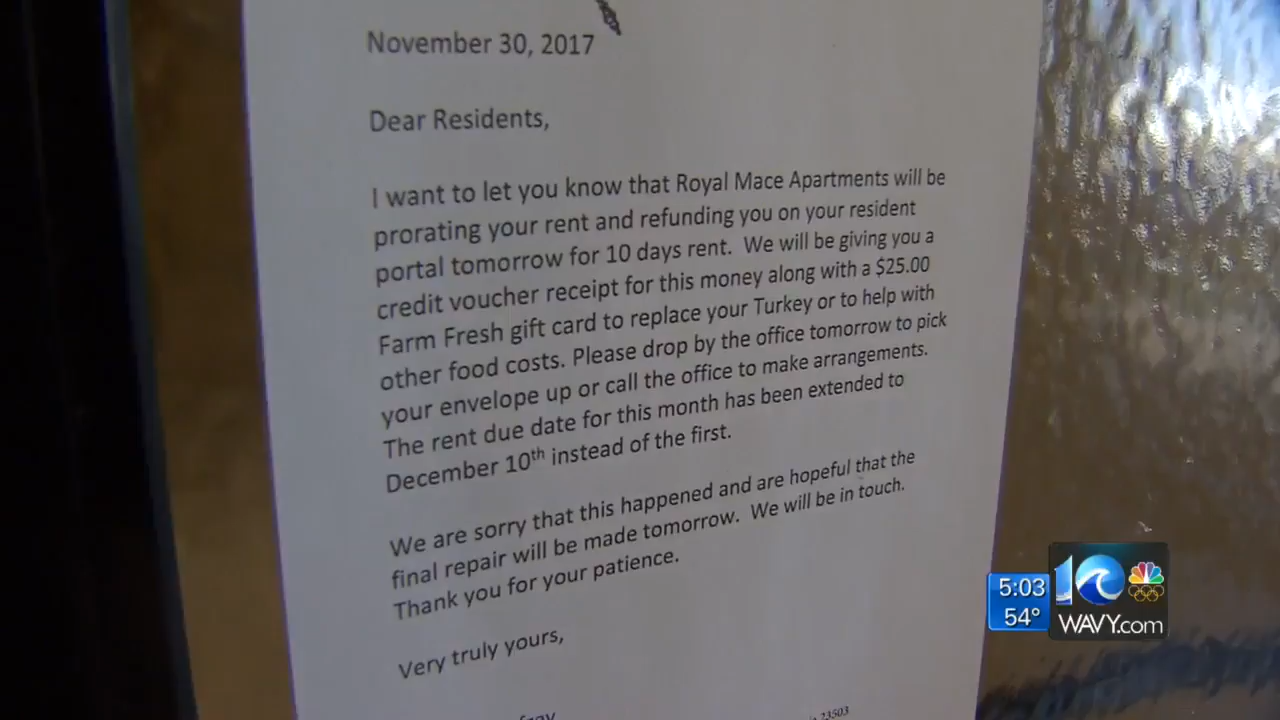 November 30, 2017
Dear Residents,
I want to let you know that Royal Mace Apartments will be
prorating your rent and refunding you on your resident
portal tomorrow for 10 days rent. We will be giving you a
credit voucher receipt for this money along with a $25.00
Farm Fresh gift card to replace your Turkey or to help with
other food costs. Please drop by the office tomorrow to pick
your envelope up or call the office to make arrangements.
The rent due date for this month has been extended to
December 10th instead of the first.
We are sorry that this happened and are hopeful that the
final repair will be made tomorrow. We will be in touch.
Thank you for your patience.
Very truly yours,
23503
5:03
54°
10
WAVY.com